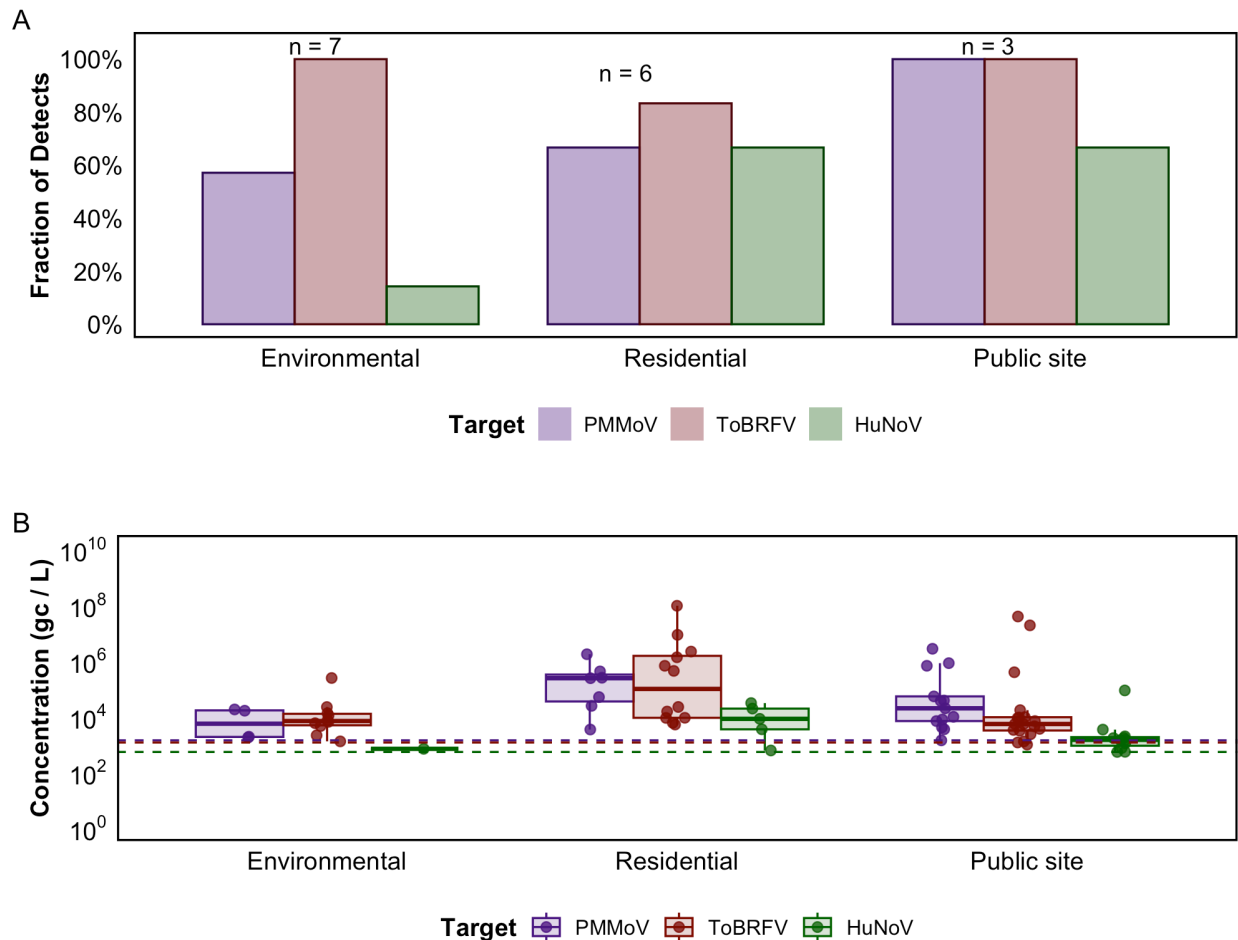 A
n = 7
n = 6
n = 3
100%
80%
60%
40%
20%
0%
Fraction of Detects
Environmental Residential Public site
Target PMMoV ToBRFV HuNoV
B
10^10
10^8
10^6
10^4
10^2
10^0
Concentration (gc / L)
Environmental Residential Public site
Target PMMoV ToBRFV HuNoV